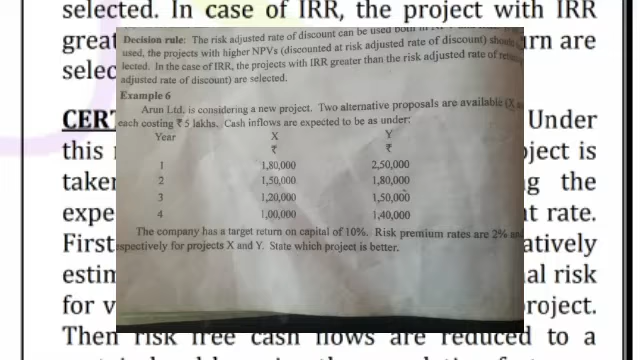 selected. In case of IRR, the project with IRR
great
urn are
selec
Decision rule: The risk adjusted rate of discount can be used both in
used, the projects with higher NPVs (discounted at risk adjusted rate of discount) should
lected. In the case of IRR, the projects with IRR greater than the risk adjusted rate of
adjusted rate of discount) are selected.
Example 6
Arun Ltd. is considering a new project. Two alternative proposals are available (X
each costing ₹ 5 lakhs. Cash inflows are expected to be as under:
Year X Y
₹ ₹
1 1,80,000 2,50,000
2 1,50,000 1,80,000
3 1,20,000 1,50,000
4 1,00,000 1,40,000
The company has a target return on capital of 10%. Risk premium rates are 2% and
espectively for projects X and Y. State which project is better.
CERT
Under
this
oject is
taken
g the
expe
t rate.
First
atively
estim
al risk
for v
roject.
Then risk free cash flows are reduced to a